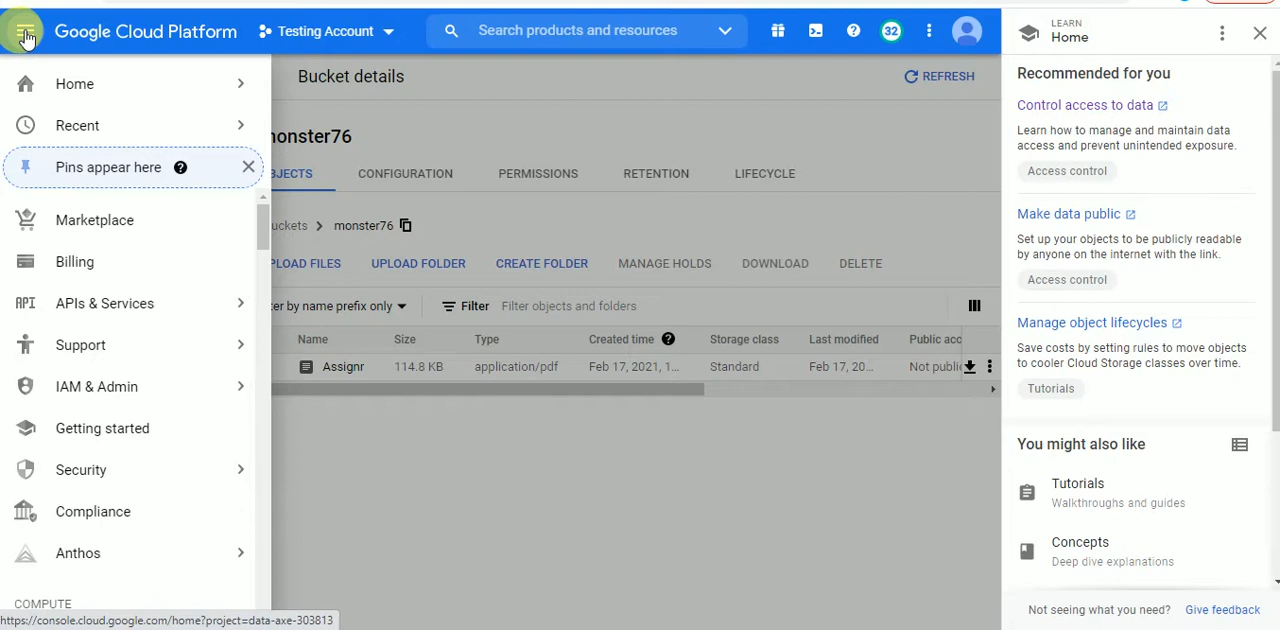 Google Cloud Platform
Testing Account
Search products and resources
32
LEARN
Home
Home
Recent
Pins appear here
Marketplace
Billing
API APIs & Services
Support
IAM & Admin
Getting started
Security
Compliance
Anthos
COMPUTE
https://console.cloud.google.com/home?project=data-axe-303813
Bucket details
REFRESH
monster76
BJECTS CONFIGURATION PERMISSIONS RETENTION LIFECYCLE
uckets > monster76
PLOAD FILES UPLOAD FOLDER CREATE FOLDER MANAGE HOLDS DOWNLOAD DELETE
er by name prefix only Filter Filter objects and folders
Name Size Type Created time Storage class Last modified Public acc
Assignr 114.8 KB application/pdf Feb 17, 2021, 1... Standard Feb 17, 20... Not public
Recommended for you
Control access to data
Learn how to manage and maintain data
access and prevent unintended exposure.
Access control
Make data public
Set up your objects to be publicly readable
by anyone on the internet with the link.
Access control
Manage object lifecycles
Save costs by setting rules to move objects
to cooler Cloud Storage classes over time.
Tutorials
You might also like
Tutorials
Walkthroughs and guides
Concepts
Deep dive explanations
Not seeing what you need? Give feedback